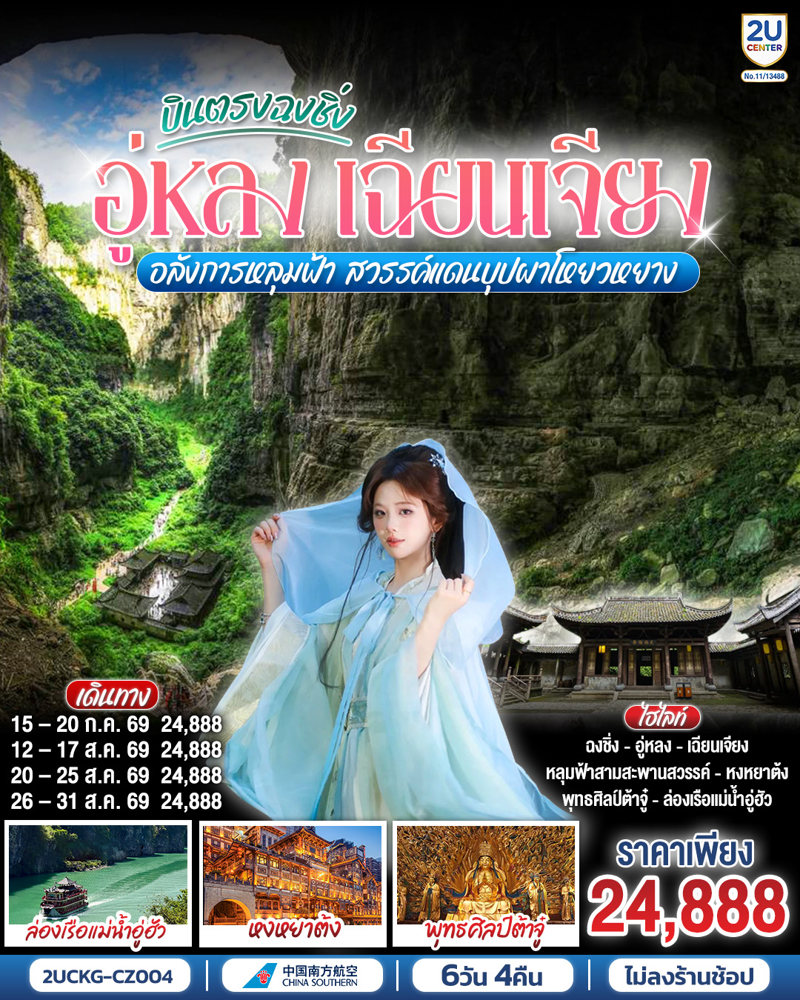 2U
CENTER
No.11/13488
บินตรงฉงชิ่ง
อู่หลง เฉียนเจียง
อลังการหลุมฟ้า สวรรค์แดนบุปผาโหยวหยาง
เดินทาง
15 – 20 ก.ค. 69 24,888
12 – 17 ส.ค. 69 24,888
20 – 25 ส.ค. 69 24,888
26 – 31 ส.ค. 69 24,888
ไฮไลท์
ฉงชิ่ง - อู่หลง - เฉียนเจียง
หลุมฟ้าสามสะพานสวรรค์ - หงหยาต้ง
พุทธศิลป์ต้าจู๋ - ล่องเรือแม่น้ำอู่ฮัว
ล่องเรือแม่น้ำอู่ฮัว
หงหยาต้ง
พุทธศิลป์ต้าจู๋
ราคาเพียง
24,888
2UCKG-CZ004
中国南方航空
CHINA SOUTHERN
6วัน 4คืน
ไม่ลงร้านช้อป